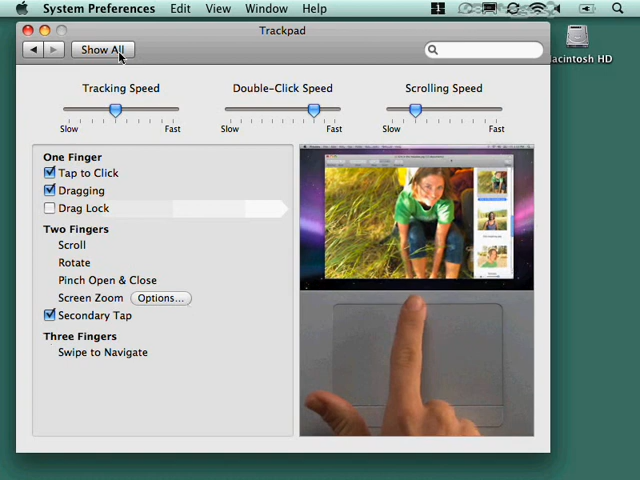 System Preferences Edit View Window Help
Trackpad
Show All
acintosh HD
Tracking Speed Double-Click Speed Scrolling Speed
Slow Fast Slow Fast Slow Fast
One Finger
Tap to Click
Dragging
Drag Lock
Two Fingers
Scroll
Rotate
Pinch Open & Close
Screen Zoom Options...
Secondary Tap
Three Fingers
Swipe to Navigate